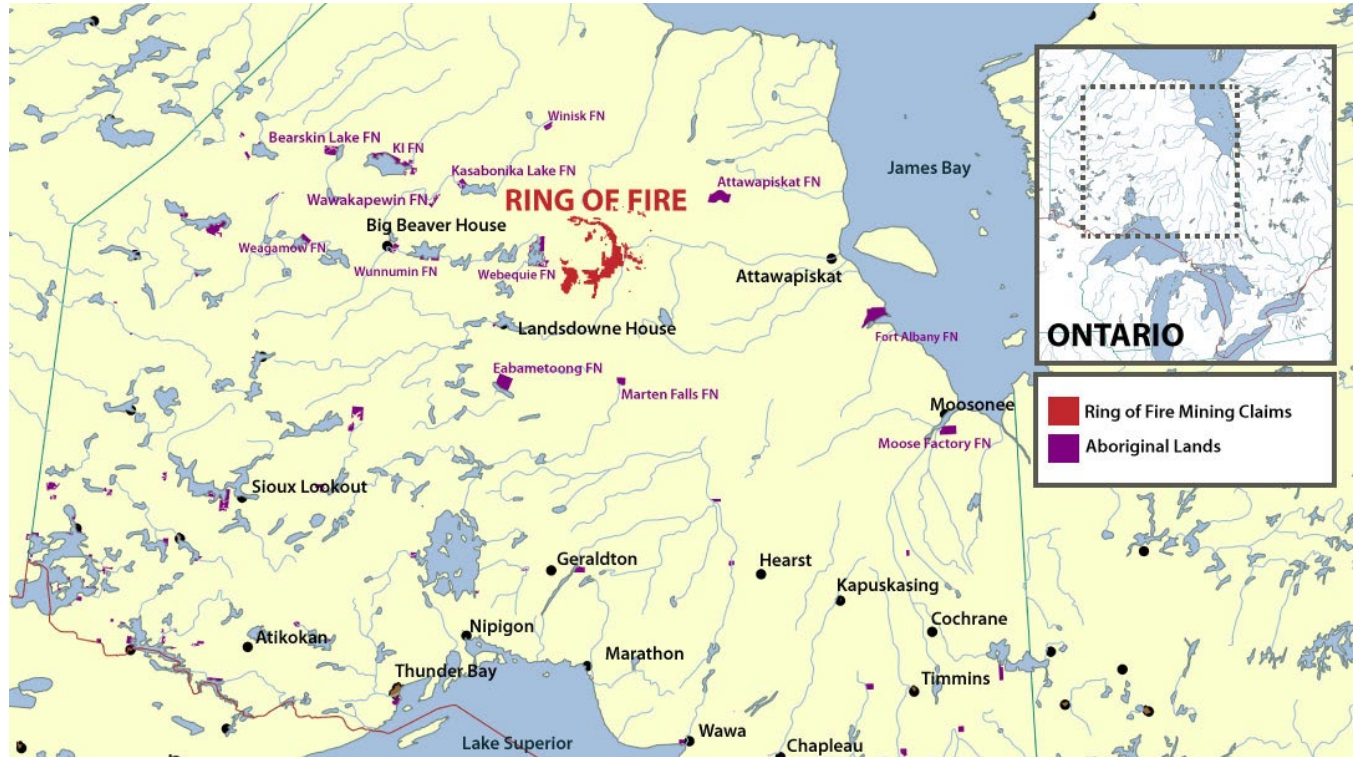 Winisk FN
Bearskin Lake FN
KI FN
James Bay
Kasabonika Lake FN
Attawapiskat FN
Wawakapewin FN
RING OF FIRE
Big Beaver House
Weagamow FN
Wunnumin FN
Webequie FN
Attawapiskat
Landsdowne House
Fort Albany FN
Eabametoong FN
Marten Falls FN
Moosonee
Moose Factory FN
Sioux Lookout
Geraldton
Hearst
Kapuskasing
Cochrane
Nipigon
Atikokan
Marathon
Thunder Bay
Timmins
Wawa
Lake Superior
Chapleau
ONTARIO
Ring of Fire Mining Claims
Aboriginal Lands